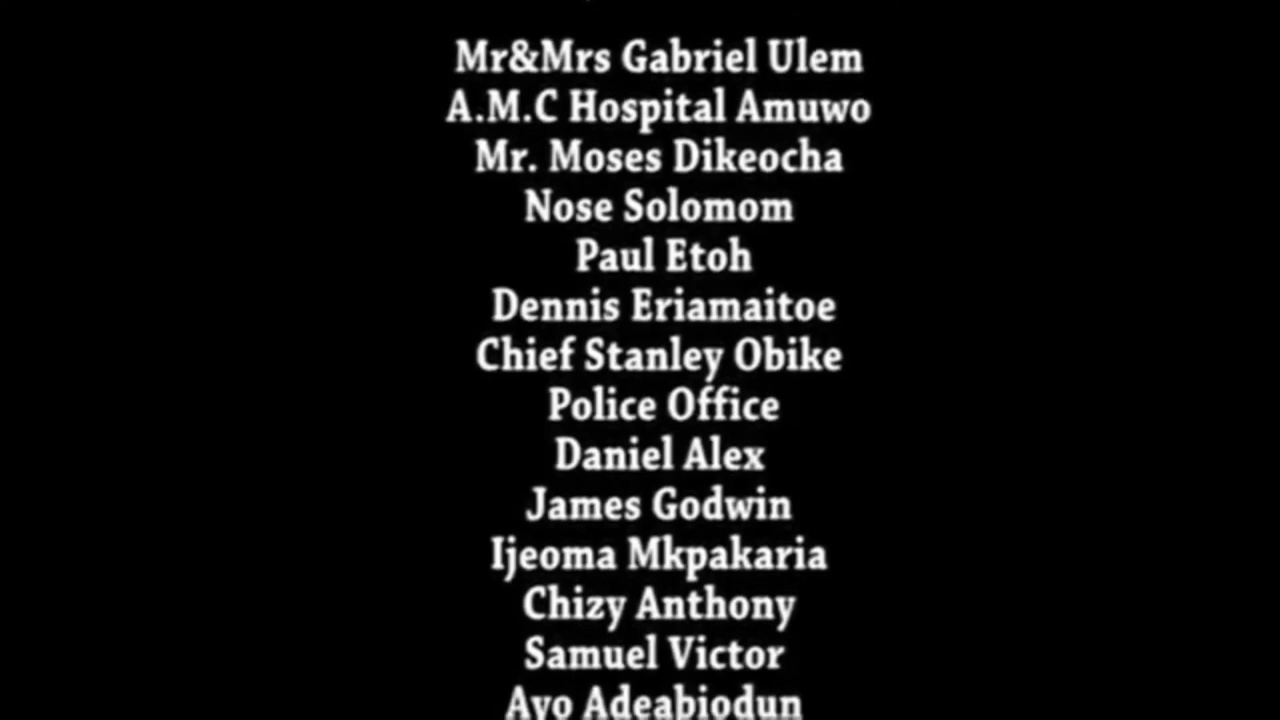 Mr&Mrs Gabriel Ulem
A.M.C Hospital Amuwo
Mr. Moses Dikeocha
Nose Solomom
Paul Etoh
Dennis Eriamaitoe
Chief Stanley Obike
Police Office
Daniel Alex
James Godwin
Ijeoma Mkpakaria
Chizy Anthony
Samuel Victor
Ayo Adeabiodun